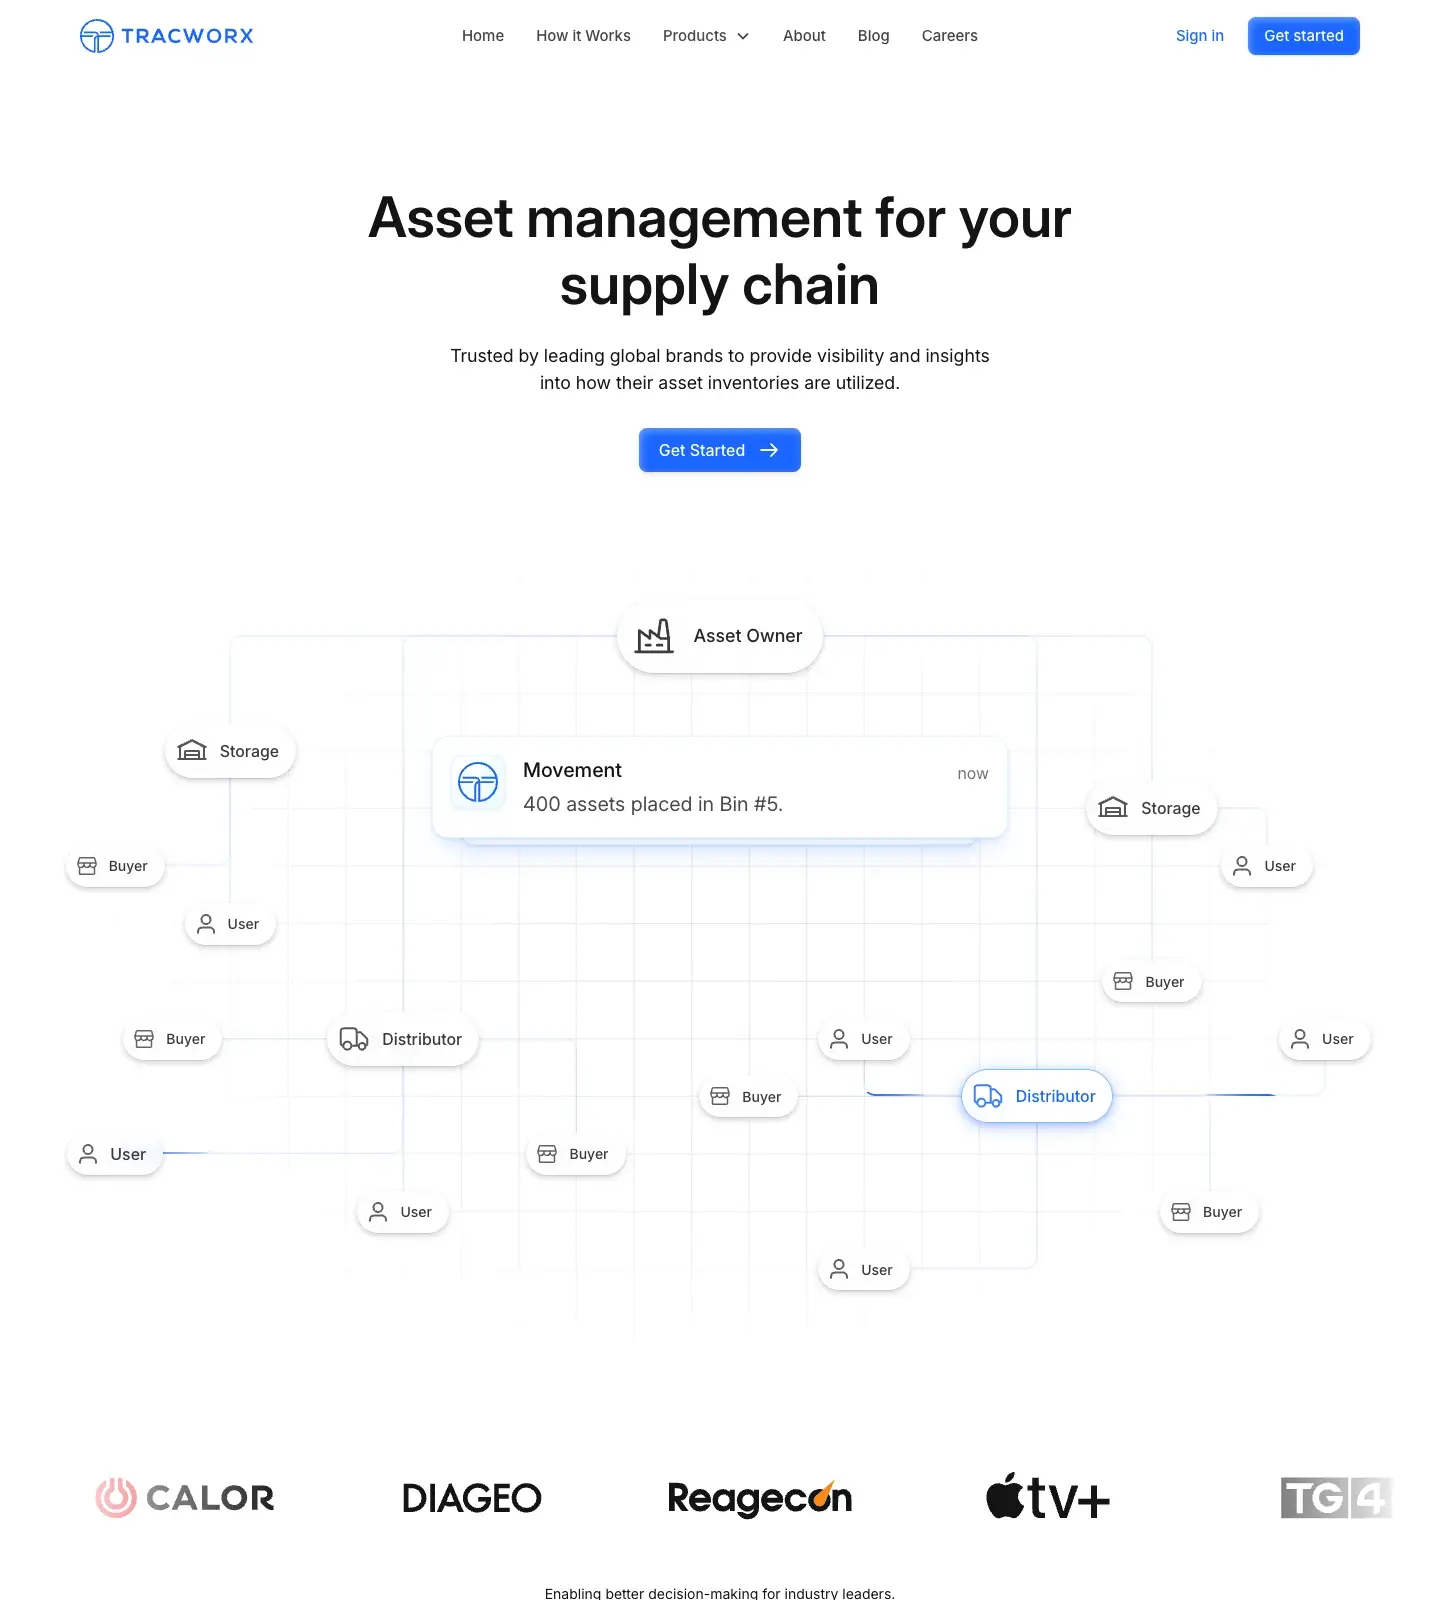 TRACWORX
Home
How it Works
Products
About
Blog
Careers
Sign in
Get started
Asset management for your
supply chain
Trusted by leading global brands to provide visibility and insights
into how their asset inventories are utilized.
Get Started
Asset Owner
Storage
Movement
now
400 assets placed in Bin #5.
Storage
Buyer
User
User
Buyer
Buyer
Distributor
User
User
Buyer
Distributor
User
Buyer
User
Buyer
User
CALOR
DIAGEO
Reagecon
tv+
TG4
Enabling better decision-making for industry leaders.